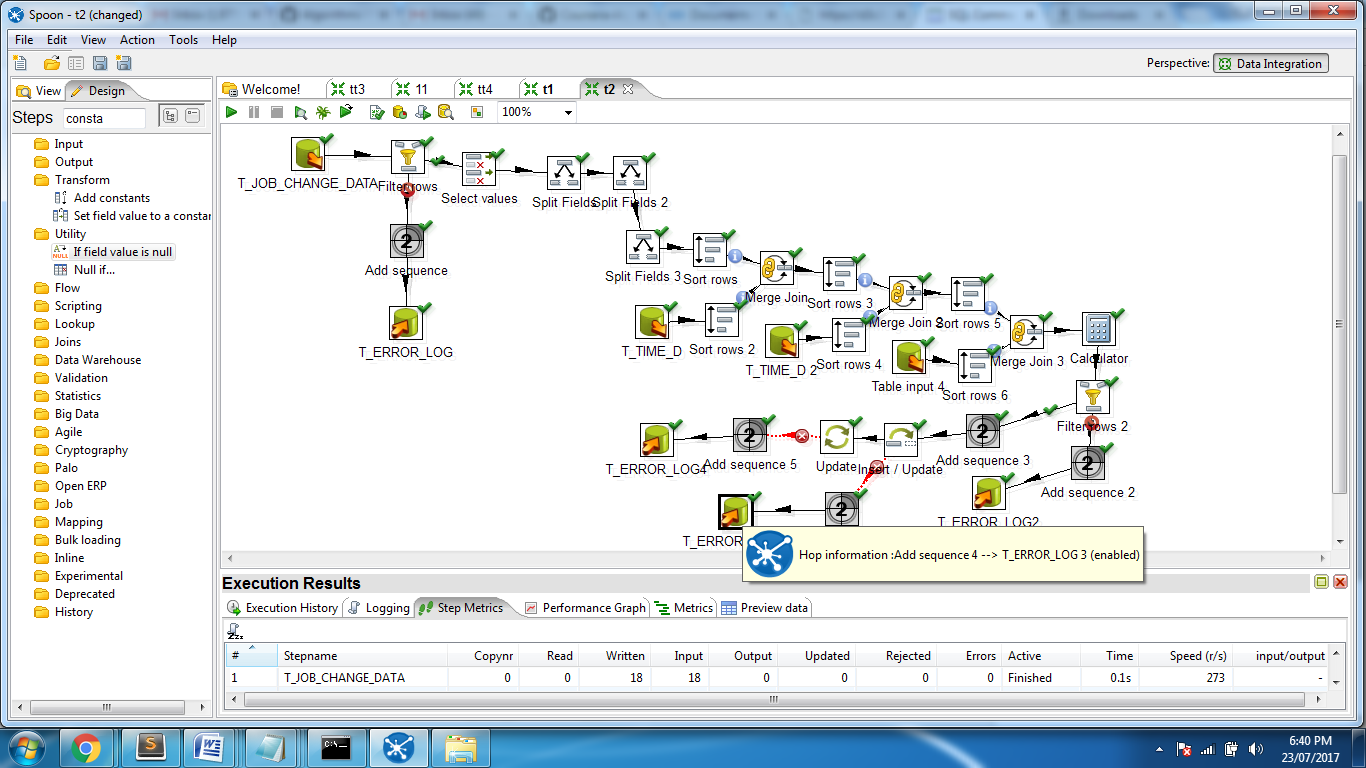 Spoon - t2 (changed)
File Edit View Action Tools Help
Perspective: Data Integration
View Design
Welcome! tt3 11 tt4 t1 t2
Steps consta
100%
Input
Output
Transform
Add constants
Set field value to a constan
Utility
If field value is null
Null if...
Flow
Scripting
Lookup
Joins
Data Warehouse
Validation
Statistics
Big Data
Agile
Cryptography
Palo
Open ERP
Job
Mapping
Bulk loading
Inline
Experimental
Deprecated
History
T_JOB_CHANGE_DATA Filter rows
Select values
Split Fields Split Fields 2
2
Add sequence
T_ERROR_LOG
Split Fields 3 Sort rows
Merge Join
Sort rows 3
Merge Join 2
Sort rows 5
Merge Join 3
Calculator
T_TIME_D Sort rows 2
T_TIME_D 2 Sort rows 4
Table input 4
Sort rows 6
Filter rows 2
T_ERROR_LOG4
2
Add sequence 5
Update
Insert / Update
2
Add sequence 3
2
Add sequence 2
T_ERROR_LOG2
T_ERROR
2
Hop information :Add sequence 4 --> T_ERROR_LOG 3 (enabled)
Execution Results
Execution History Logging Step Metrics Performance Graph Metrics Preview data
# Stepname Copynr Read Written Input Output Updated Rejected Errors Active Time Speed (r/s) input/output
1 T_JOB_CHANGE_DATA 0 0 18 18 0 0 0 0 Finished 0.1s 273 -
6:40 PM
23/07/2017